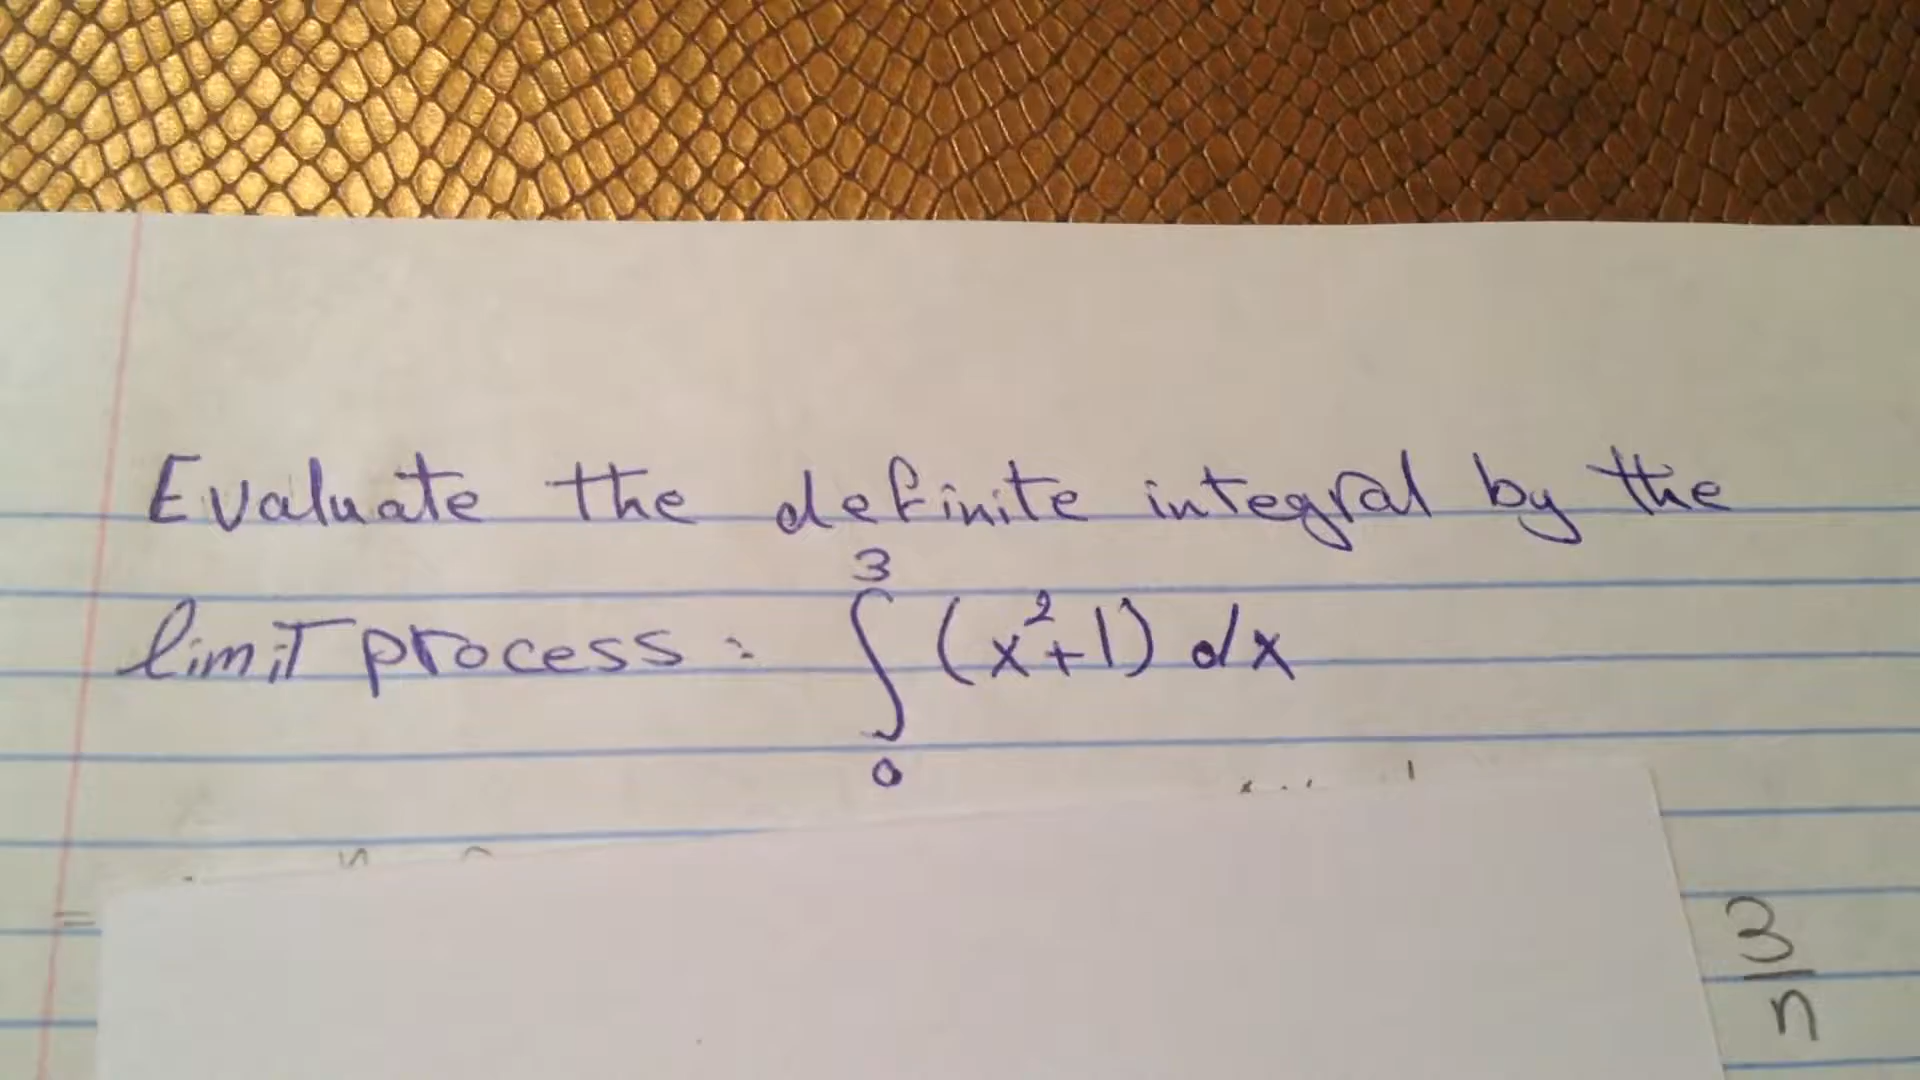 Evaluate the definite integral by the
limit process: ∫₀³ (x²+1) dx
=
3/n